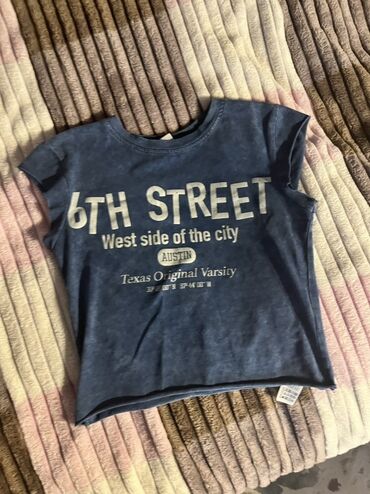 6TH STREET
West side of the city
AUSTIN
Texas Original Varsity